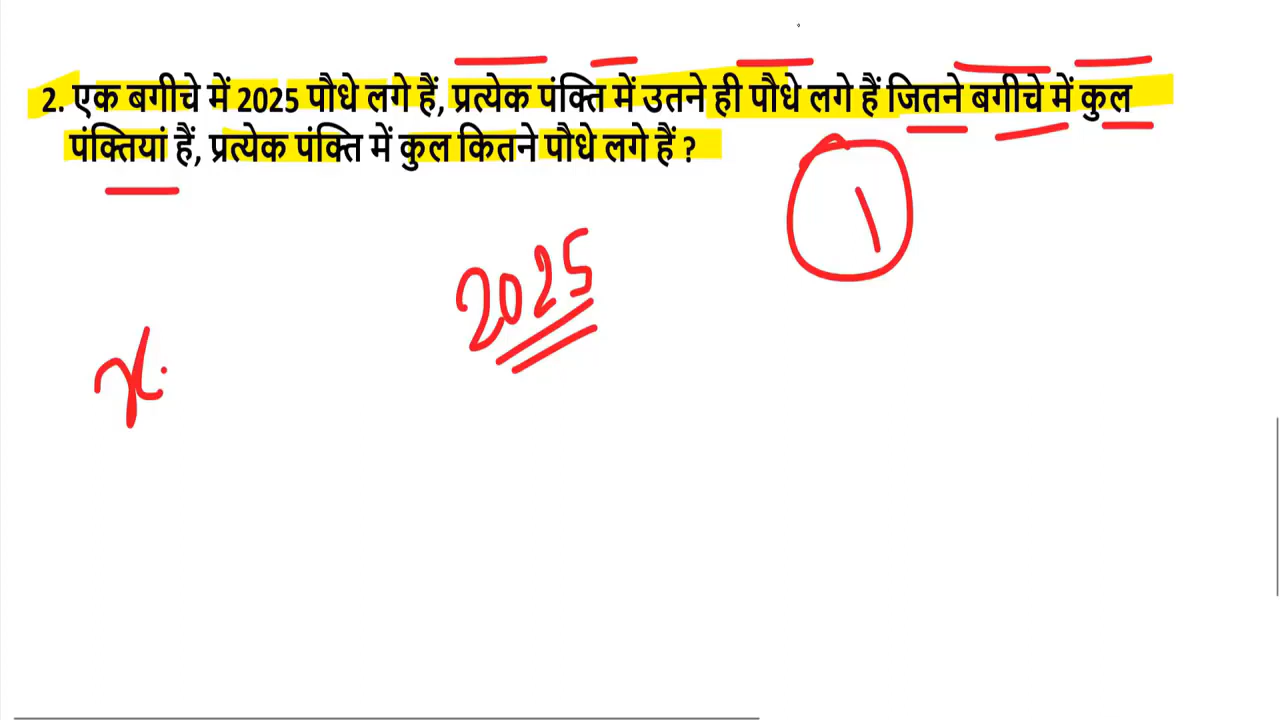 2. एक बगीचे में 2025 पौधे लगे हैं, प्रत्येक पंक्ति में उतने ही पौधे लगे हैं जितने बगीचे में कुल
पंक्तियां हैं, प्रत्येक पंक्ति में कुल कितने पौधे लगे हैं ?
1
2025
x.